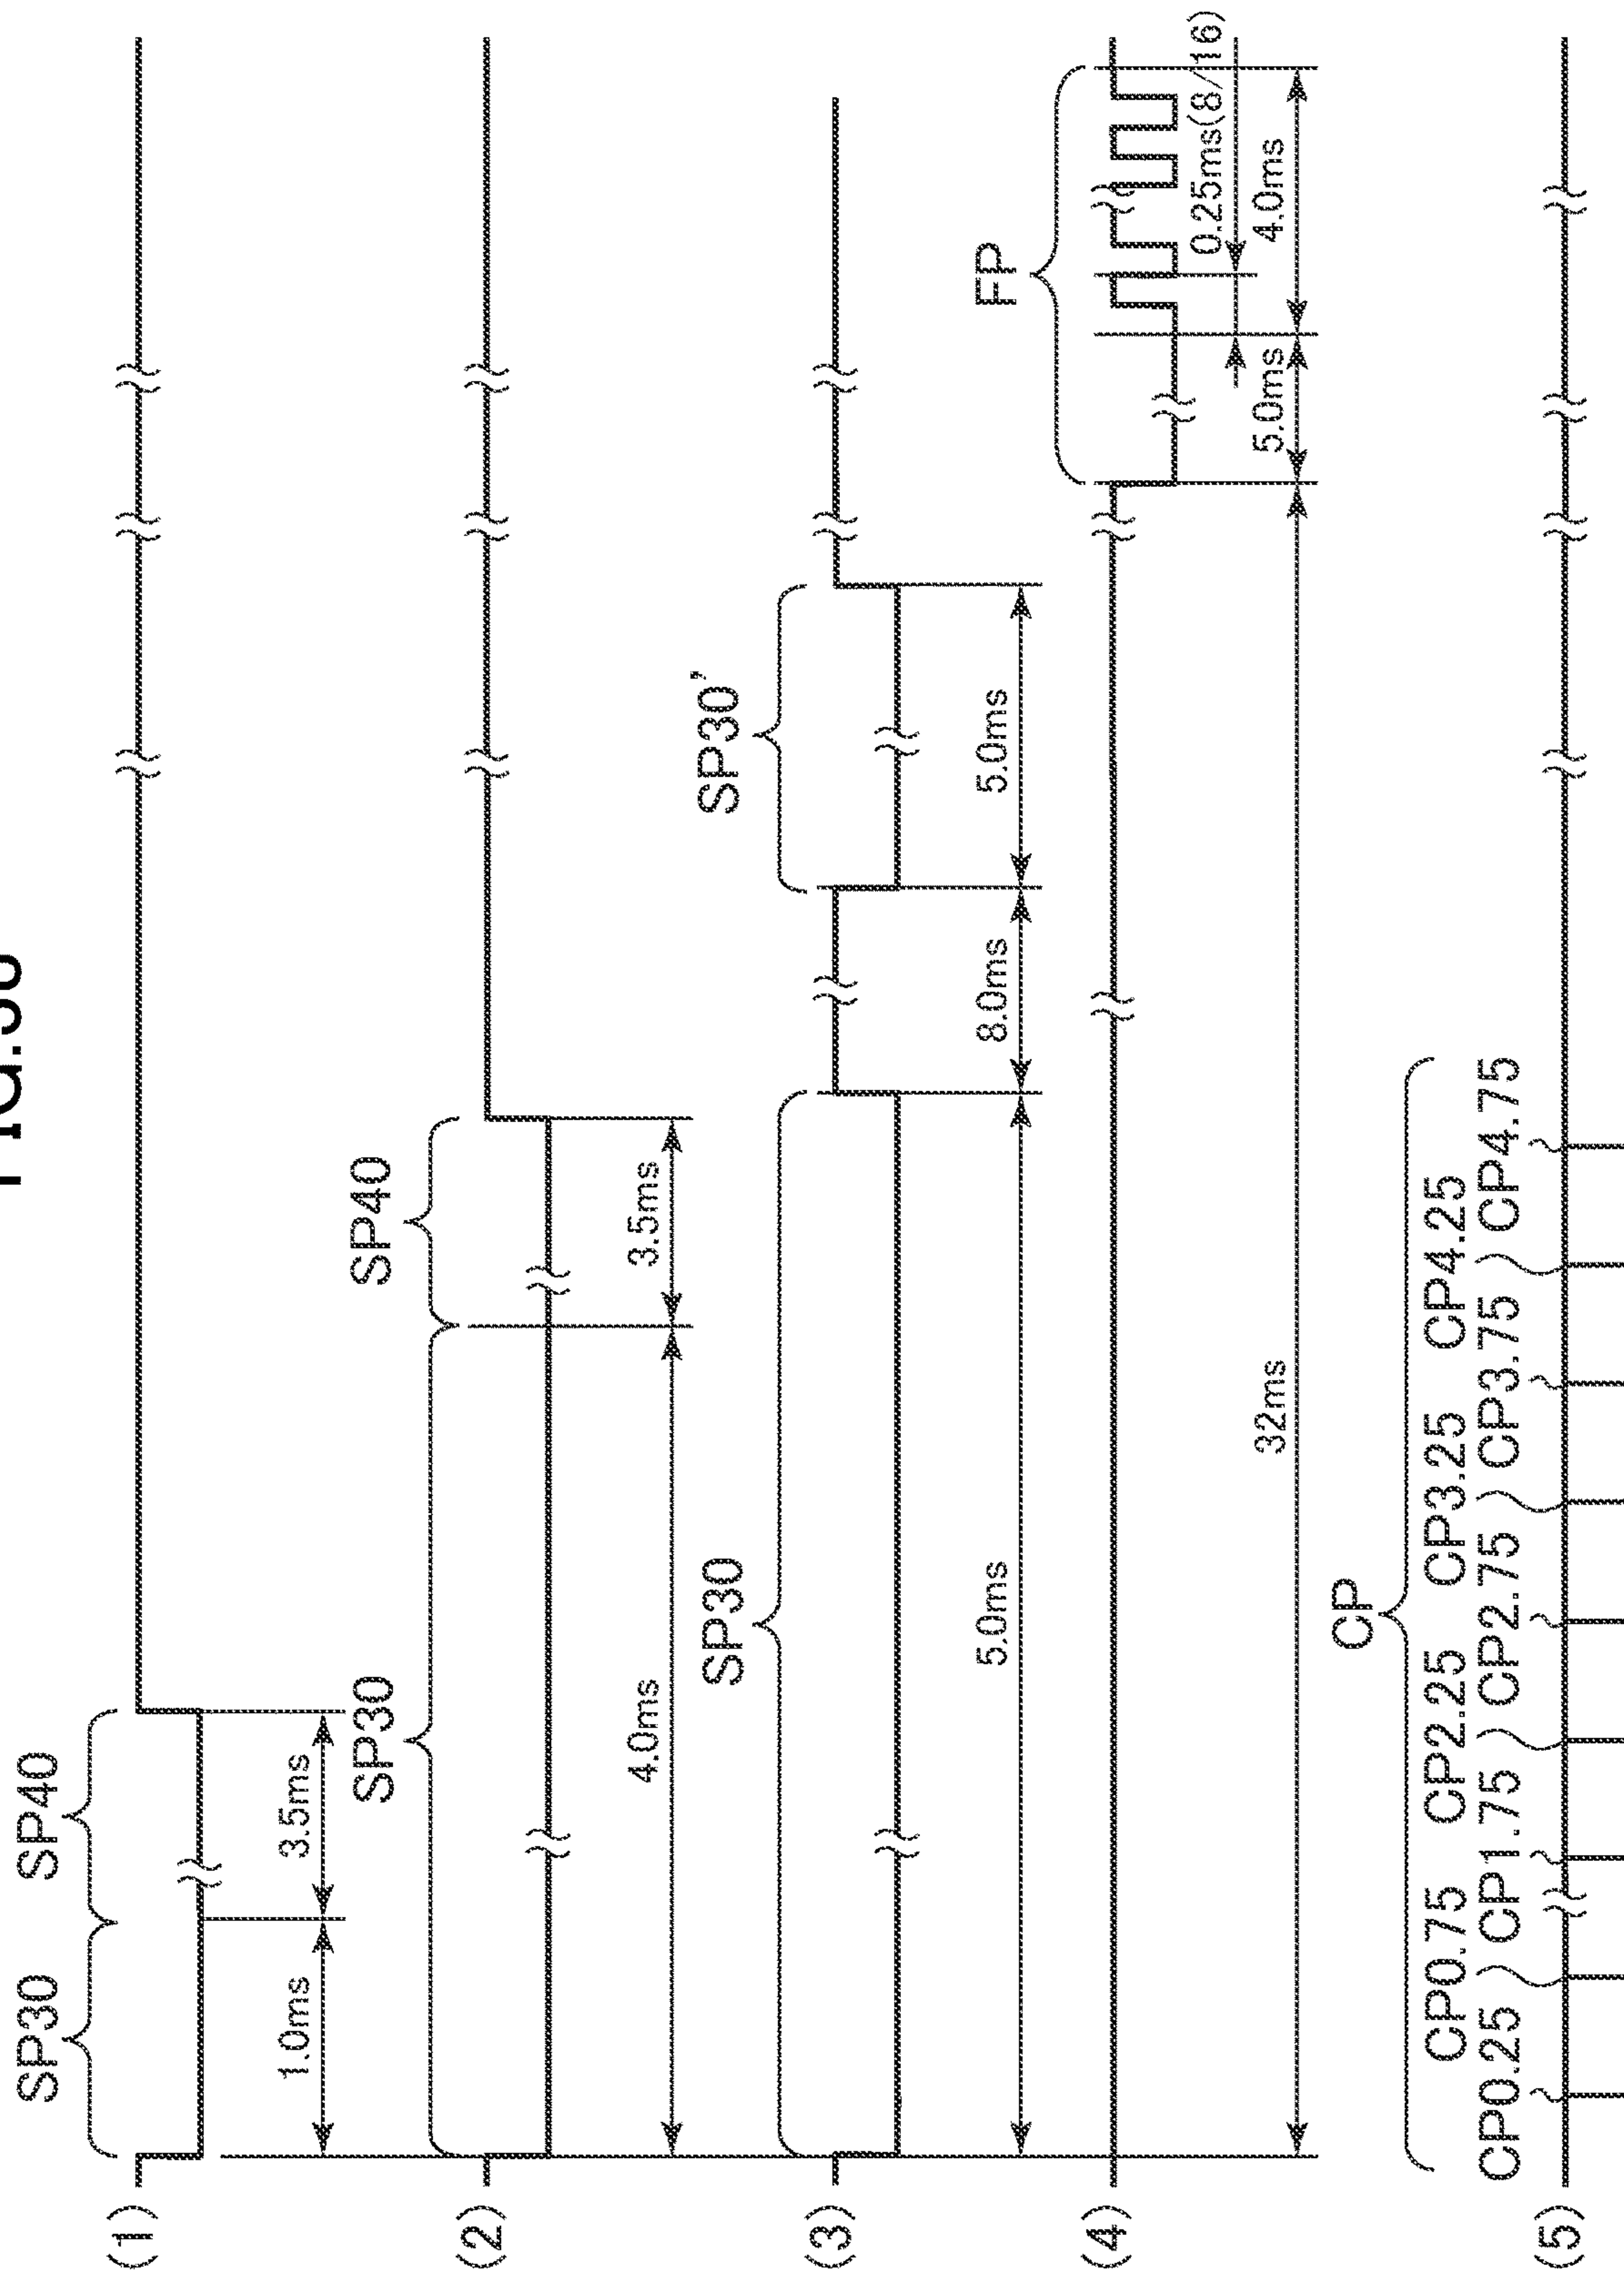 SP30 SP40
(1)
1.0ms 3.5ms
SP30 SP40
(2)
4.0ms 3.5ms
SP30 SP30'
(3)
5.0ms 8.0ms 5.0ms
FP
(4)
0.25ms(8/16)
32ms 5.0ms 4.0ms
CP
CP0.75 CP2.25 CP3.25 CP4.25
CP0.25 CP1.75 CP2.75 CP3.75 CP4.75
(5)